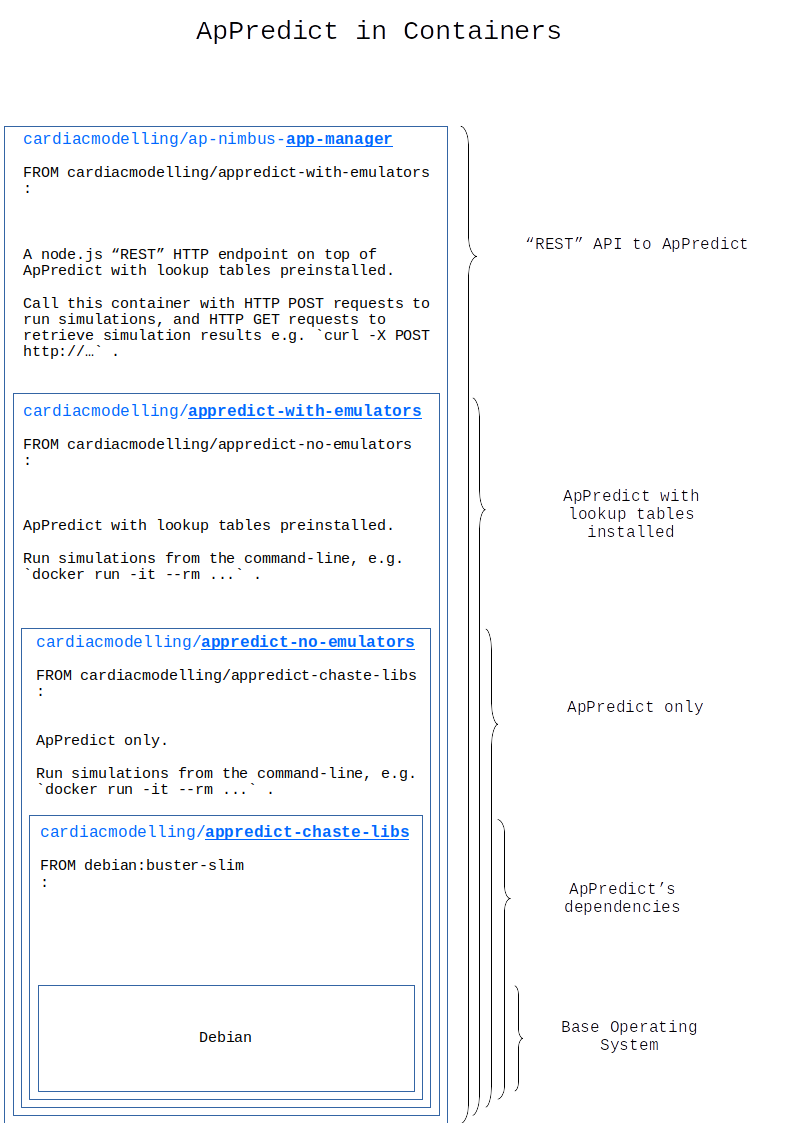 ApPredict in Containers
cardiacmodelling/ap-nimbus-app-manager
FROM cardiacmodelling/appredict-with-emulators
:
A node.js “REST” HTTP endpoint on top of
ApPredict with lookup tables preinstalled.
Call this container with HTTP POST requests to
run simulations, and HTTP GET requests to
retrieve simulation results e.g. `curl -X POST
http://…` .
“REST” API to ApPredict
cardiacmodelling/appredict-with-emulators
FROM cardiacmodelling/appredict-no-emulators
:
ApPredict with lookup tables preinstalled.
Run simulations from the command-line, e.g.
`docker run -it --rm ...` .
ApPredict with
lookup tables
installed
cardiacmodelling/appredict-no-emulators
FROM cardiacmodelling/appredict-chaste-libs
:
ApPredict only.
Run simulations from the command-line, e.g.
`docker run -it --rm ...` .
ApPredict only
cardiacmodelling/appredict-chaste-libs
FROM debian:buster-slim
:
ApPredict’s
dependencies
Debian
Base Operating
System